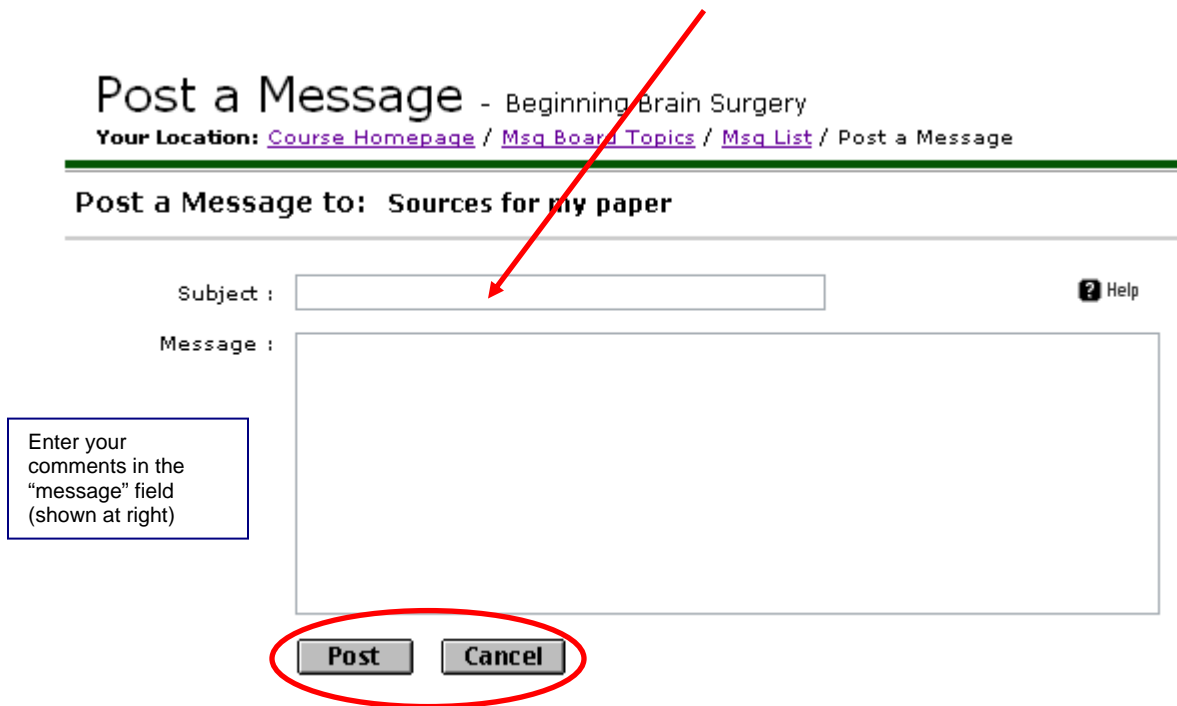 Post a Message - Beginning Brain Surgery
Your Location: Course Homepage / Msg Board Topics / Msg List / Post a Message
Post a Message to: Sources for my paper
Subject :
? Help
Message :
Enter your
comments in the
“message” field
(shown at right)
Post Cancel